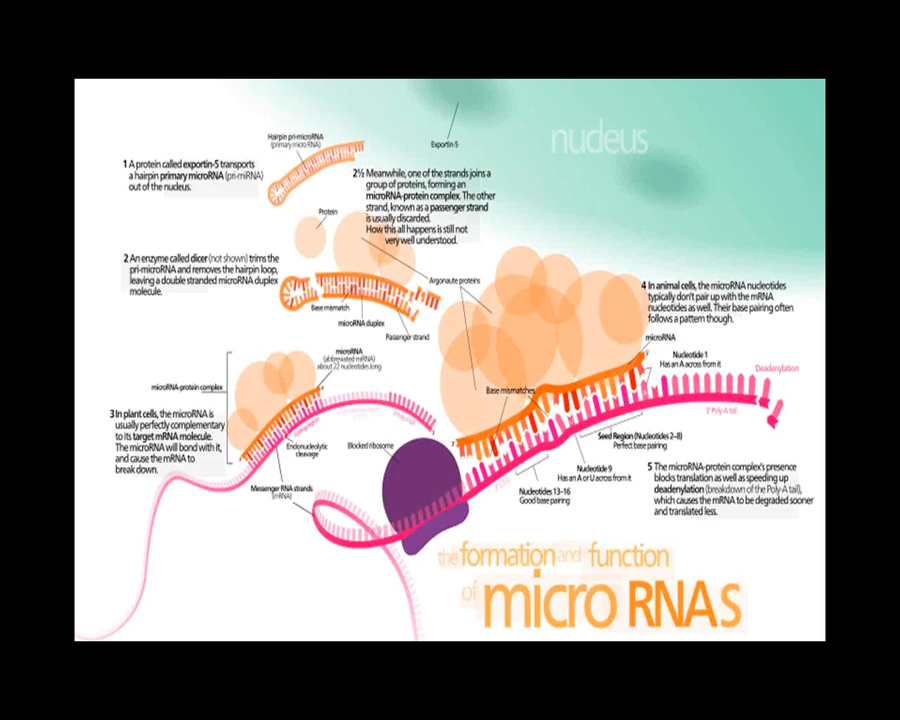 nucleus
Exportin-5
Hairpin pri-microRNA
(primary micro RNA)
1 A protein called exportin-5 transports
a hairpin primary microRNA (pri-miRNA)
out of the nucleus.
2½ Meanwhile, one of the strands joins a
group of proteins, forming an
microRNA-protein complex. The other
strand, known as a passenger strand
is usually discarded.
How this all happens is still not
very well understood.
Protein
2 An enzyme called dicer (not shown) trims the
pri-microRNA and removes the hairpin loop,
leaving a double stranded microRNA duplex
molecule.
Argonaute proteins
Base mismatch
microRNA duplex
Passenger strand
4 In animal cells, the microRNA nudeotides
typically don't pair up with the mRNA
nudeotides as well. Their base pairing often
follows a pattern though.
microRNA
Nudeotide 1
Has an A across from it
Deadenylation
3' Poly-A tail
microRNA
(abbreviated miRNA)
about 22 nudeotides long
microRNA-protein complex
Base mismatches
3 In plant cells, the microRNA is
usually perfectly complementary
to its target mRNA molecule.
The microRNA will bond with it,
and cause the mRNA to
break down.
Endonudeolytic
cleavage
Blocked ribosome
Seed Region (Nudeotides 2-8)
Perfect base pairing
Nudeotide 9
Has an A or U across from it
Nudeotides 13-16
Good base pairing
Messenger RNA strands
(mRNA)
5 The microRNA-protein complex's presence
blocks translation as well as speeding up
deadenylation (breakdown of the Poly-A tail),
which causes the mRNA to be degraded sooner
and translated less.
the formation and function
of micro RNAs